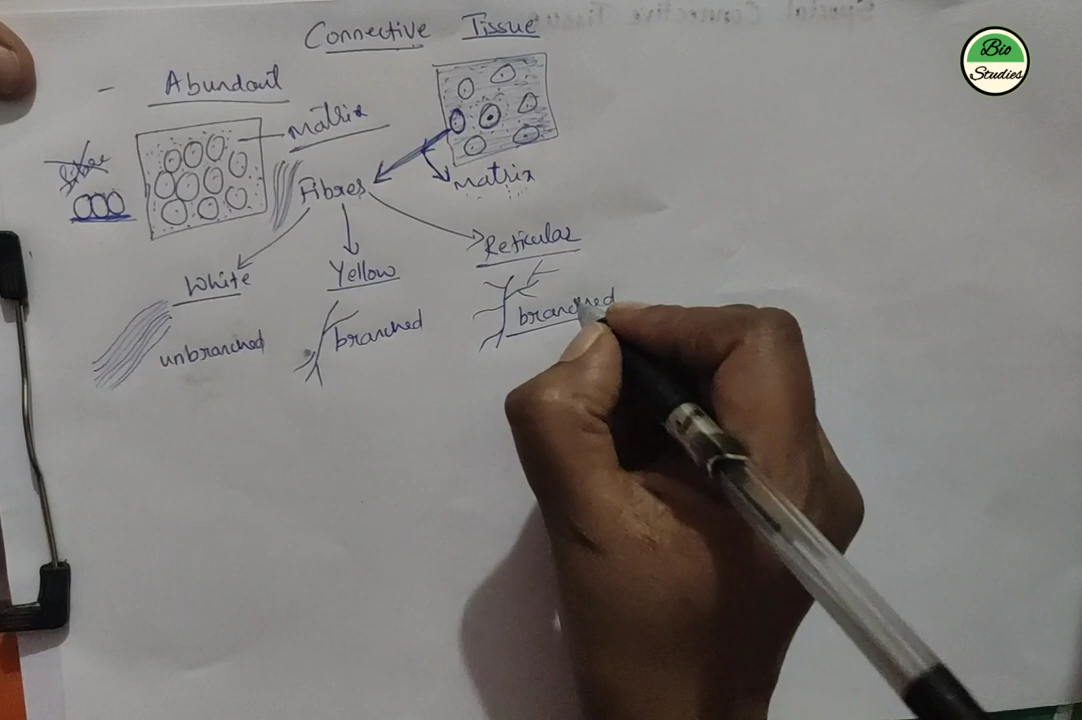 Connective Tissue
- Abundant
Matrix
Fibres
Matrix
White
Yellow
Reticular
unbranched
branched
branched
Bio
Studies